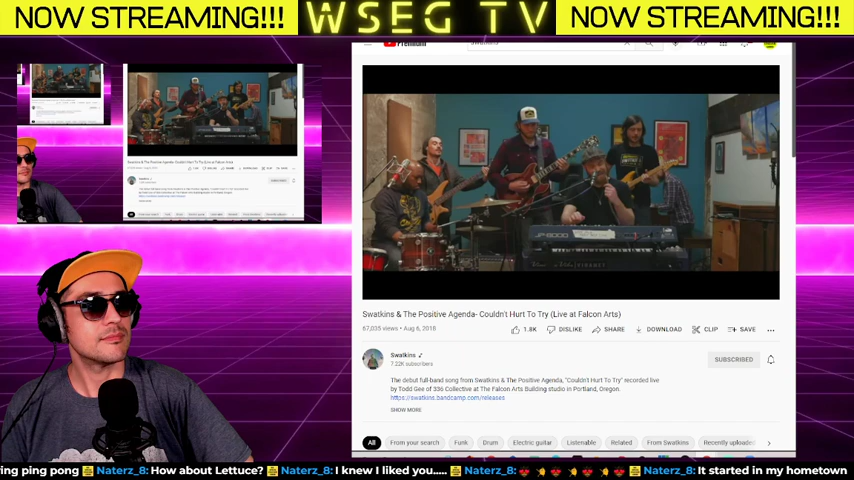 NOW STREAMING!!!
WSEG TV
NOW STREAMING!!!
Premium
swatkins
JP-8000
Swatkins & The Positive Agenda- Couldn't Hurt To Try (Live at Falcon Arts)
67,035 views • Aug 6, 2018
1.8K
DISLIKE
SHARE
DOWNLOAD
CLIP
SAVE
Swatkins
7.22K subscribers
SUBSCRIBED
The debut full-band song from Swatkins & The Positive Agenda, "Couldn't Hurt To Try" recorded live
by Todd Gee of 336 Collective at The Falcon Arts Building studio in Portland, Oregon.
https://swatkins.bandcamp.com/releases
SHOW MORE
All
From your search
Funk
Drum
Electric guitar
Listenable
Related
From Swatkins
Recently uploaded
ing ping pong Naterz_8: How about Lettuce? Naterz_8: I knew I liked you..... Naterz_8: Naterz_8: It started in my hometown